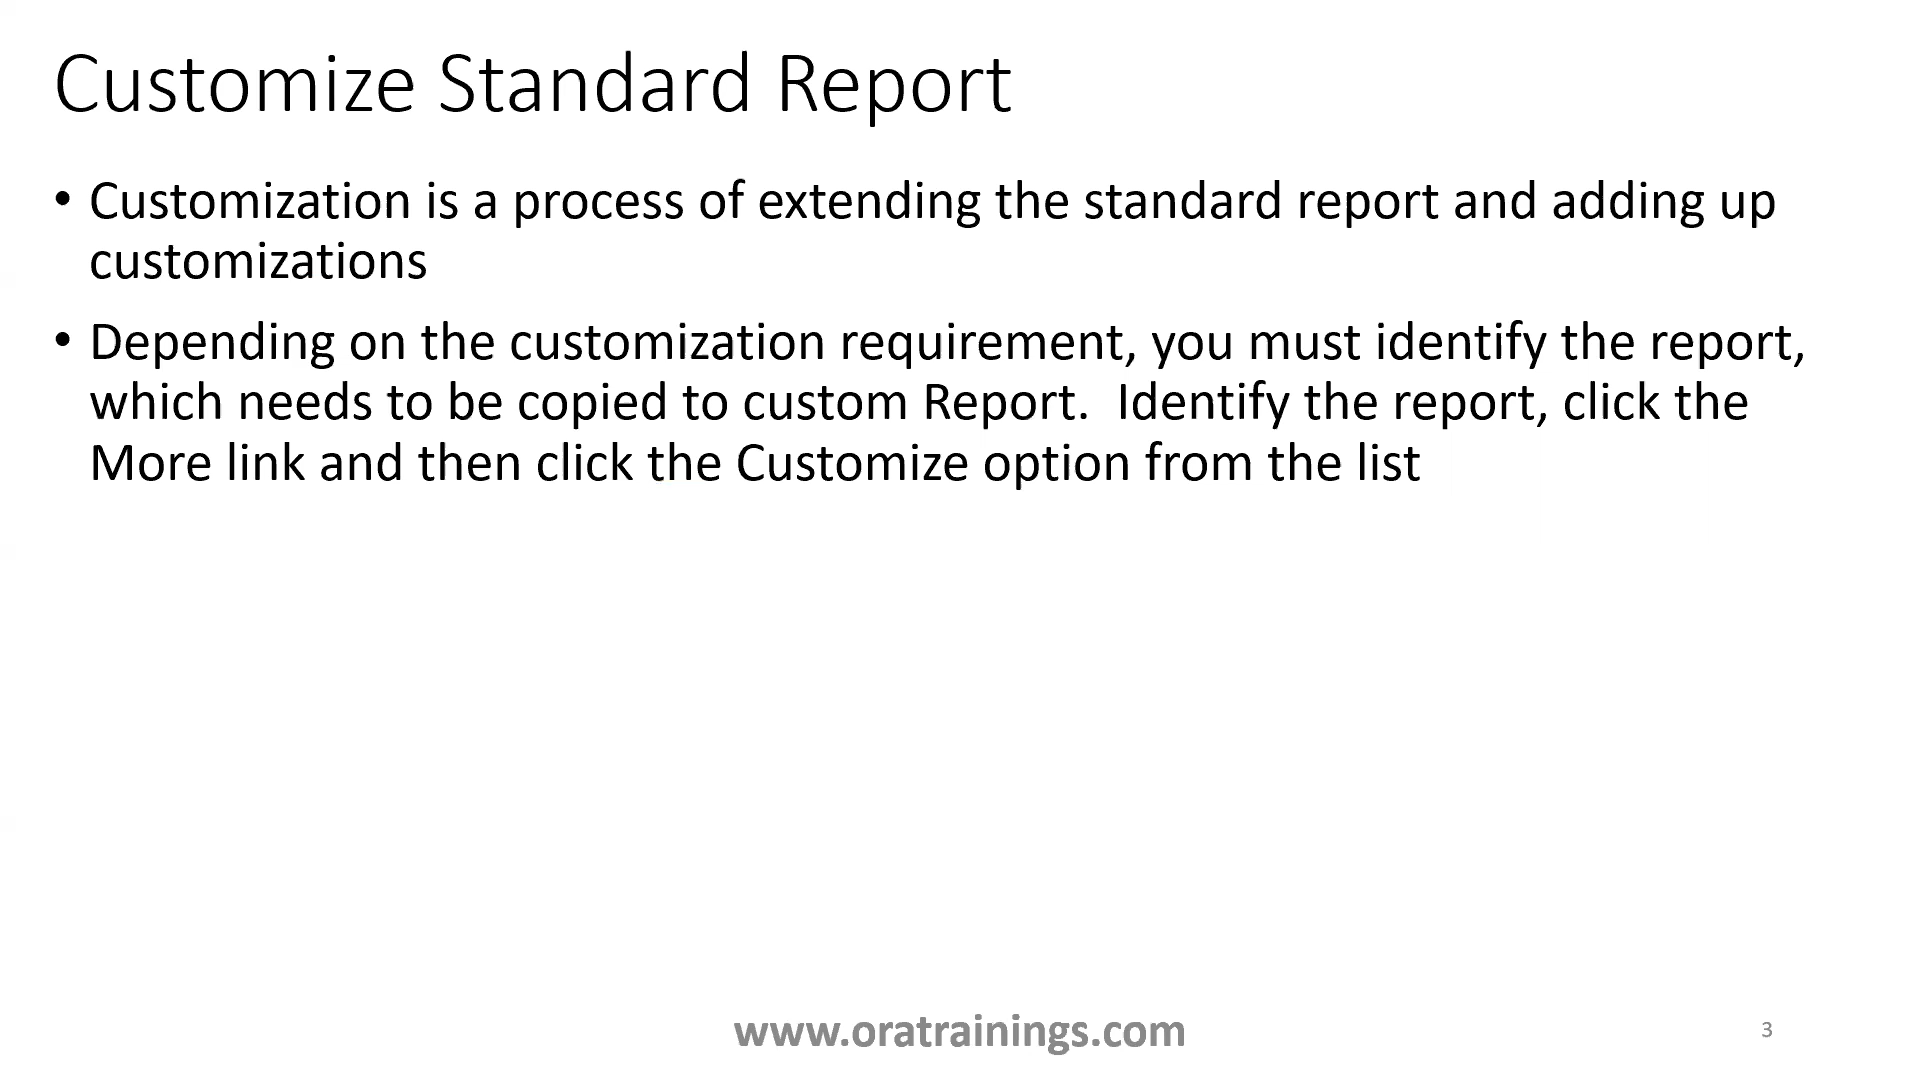 Customize Standard Report
• Customization is a process of extending the standard report and adding up
customizations
• Depending on the customization requirement, you must identify the report,
which needs to be copied to custom Report.  Identify the report, click the
More link and then click the Customize option from the list
www.oratrainings.com
3